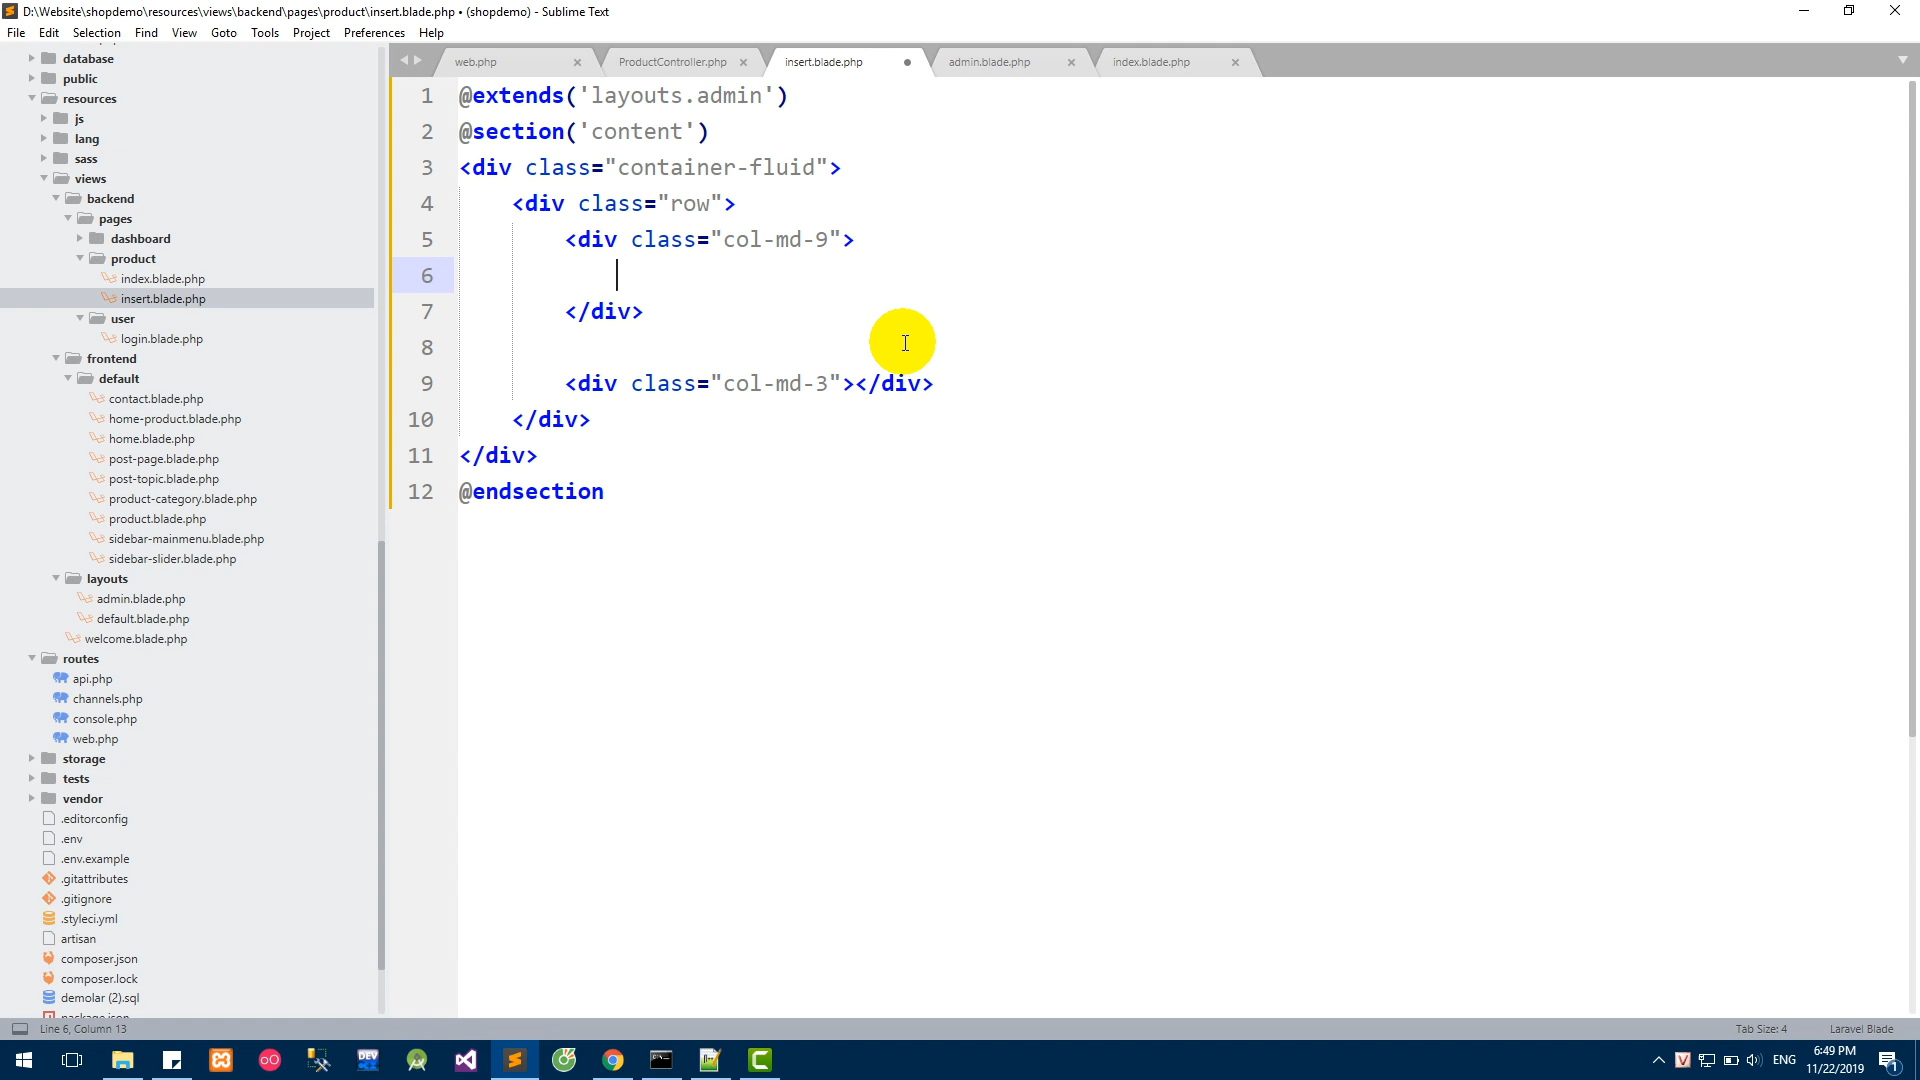 D:\Website\shopdemo\resources\views\backend\pages\product\insert.blade.php • (shopdemo) - Sublime Text
File Edit Selection Find View Goto Tools Project Preferences Help
web.php ProductController.php insert.blade.php admin.blade.php index.blade.php
database
public
resources
js
lang
sass
views
backend
pages
dashboard
product
index.blade.php
insert.blade.php
user
login.blade.php
frontend
default
contact.blade.php
home-product.blade.php
home.blade.php
post-page.blade.php
post-topic.blade.php
product-category.blade.php
product.blade.php
sidebar-mainmenu.blade.php
sidebar-slider.blade.php
layouts
admin.blade.php
default.blade.php
welcome.blade.php
routes
api.php
channels.php
console.php
web.php
storage
tests
vendor
.editorconfig
.env
.env.example
.gitattributes
.gitignore
.styleci.yml
artisan
composer.json
composer.lock
demolar (2).sql
package.json
1 @extends('layouts.admin')
2 @section('content')
3 <div class="container-fluid">
4 <div class="row">
5 <div class="col-md-9">
6
7 </div>
8
9 <div class="col-md-3"></div>
10 </div>
11 </div>
12 @endsection
Line 6, Column 13 Tab Size: 4 Laravel Blade
DEV
ENG
6:49 PM
11/22/2019
1